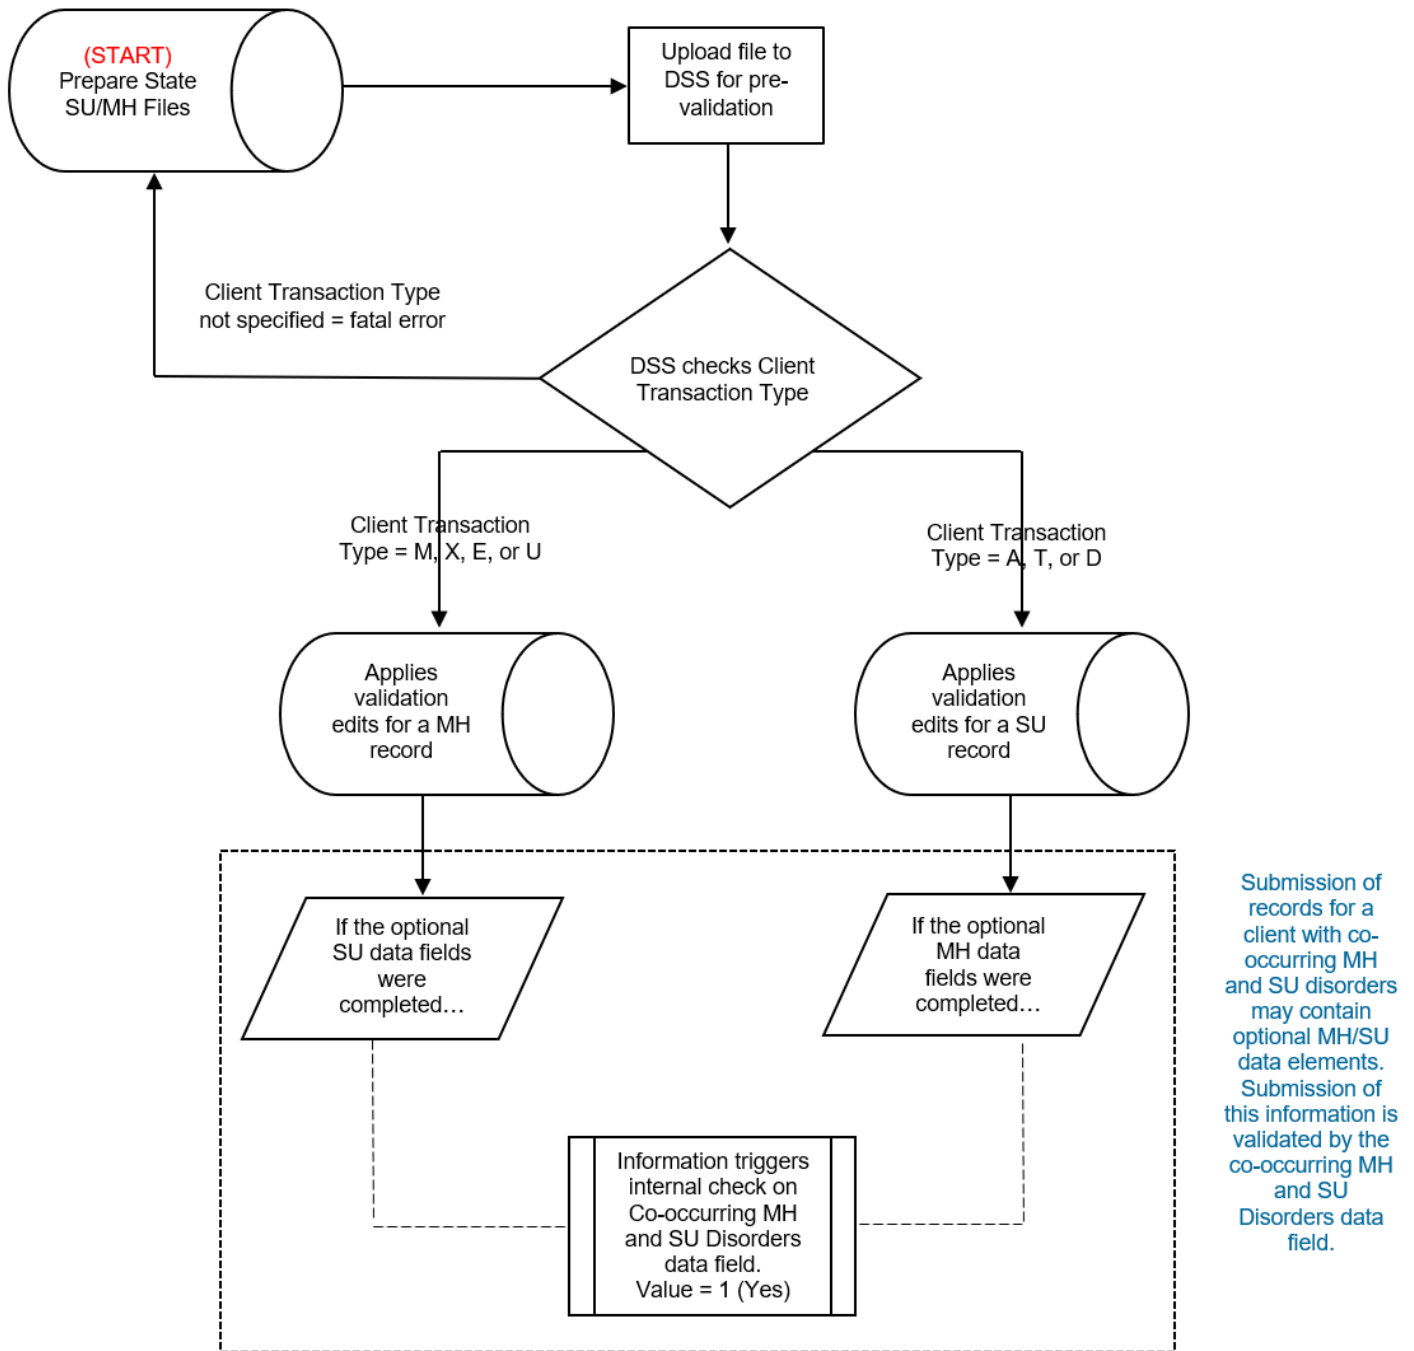 (START)
Prepare State
SU/MH Files
Upload file to
DSS for pre-
validation
Client Transaction Type
not specified = fatal error
DSS checks Client
Transaction Type
Client Transaction
Type = M, X, E, or U
Client Transaction
Type = A, T, or D
Applies
validation
edits for a MH
record
Applies
validation
edits for a SU
record
If the optional
SU data fields
were
completed...
If the optional
MH data
fields were
completed...
Information triggers
internal check on
Co-occurring MH
and SU Disorders
data field.
Value = 1 (Yes)
Submission of
records for a
client with co-
occurring MH
and SU disorders
may contain
optional MH/SU
data elements.
Submission of
this information is
validated by the
co-occurring MH
and SU
Disorders data
field.